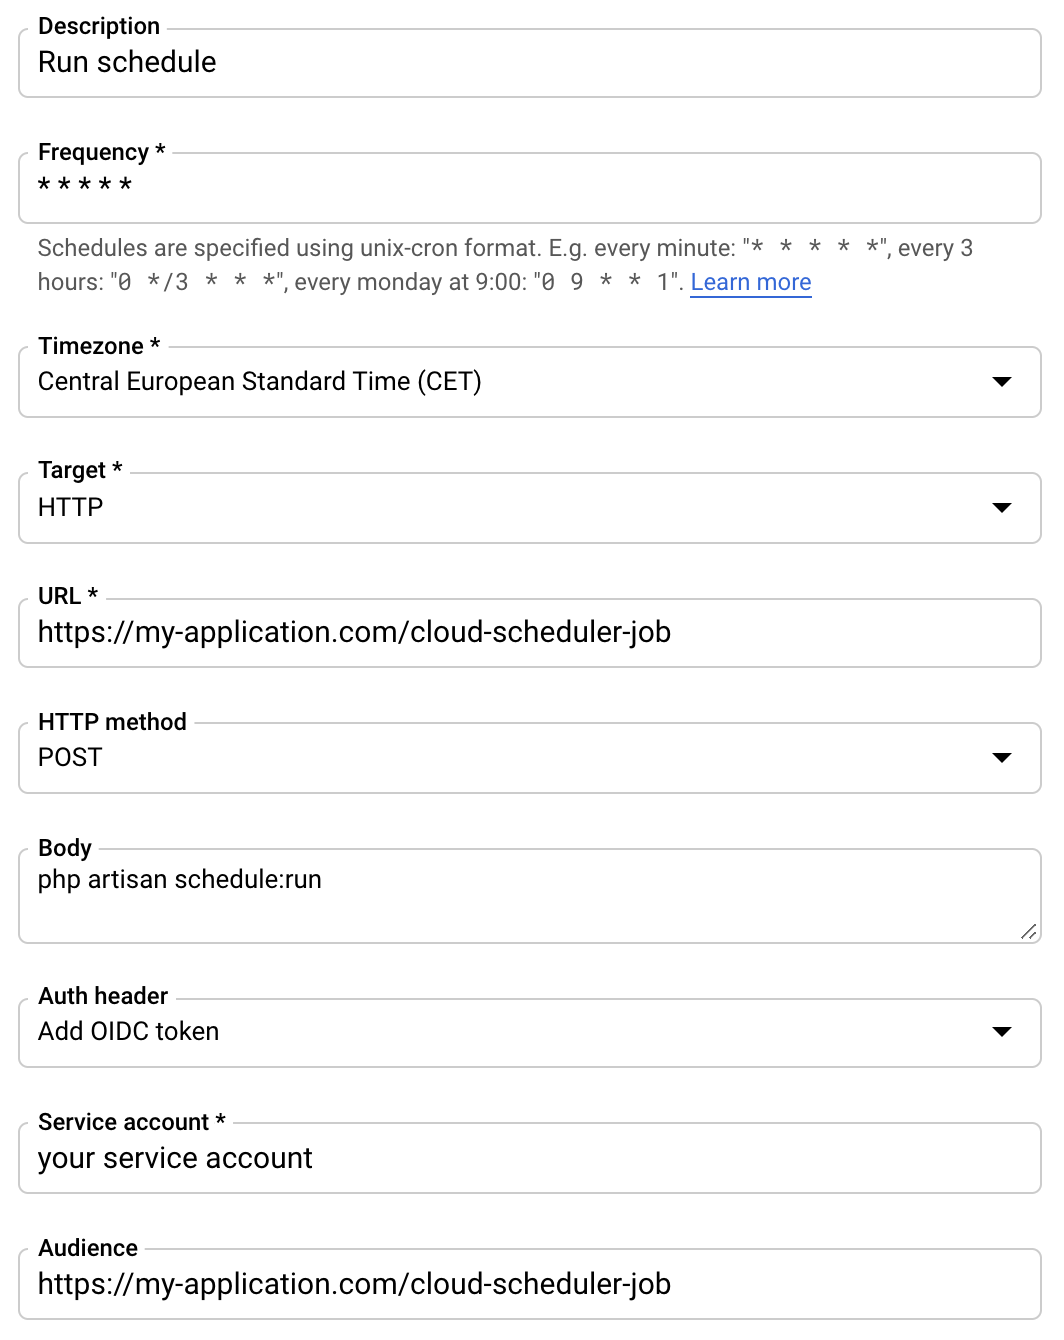 Description
Run schedule
Frequency *
* * * * *
Schedules are specified using unix-cron format. E.g. every minute: "* * * * *", every 3
hours: "0 */3 * * *", every monday at 9:00: "0 9 * * 1". Learn more
Timezone *
Central European Standard Time (CET)
Target *
HTTP
URL *
https://my-application.com/cloud-scheduler-job
HTTP method
POST
Body
php artisan schedule:run
Auth header
Add OIDC token
Service account *
your service account
Audience
https://my-application.com/cloud-scheduler-job